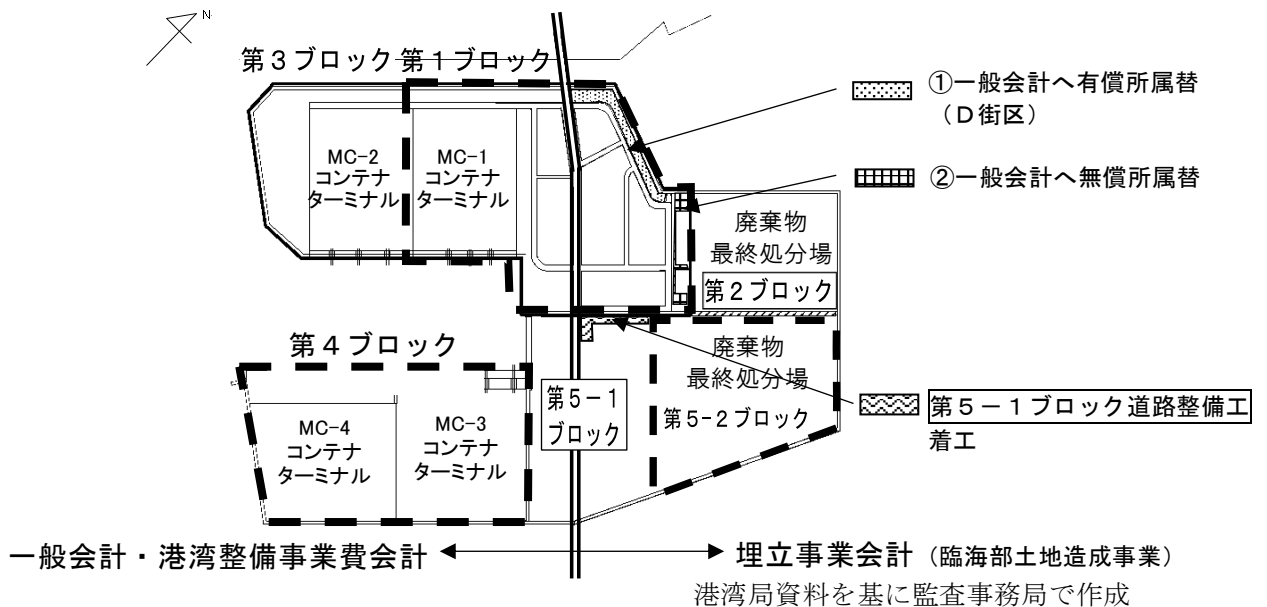 N
第3ブロック 第1ブロック
①一般会計へ有償所属替
（D街区）
MC-2
コンテナ
ターミナル
MC-1
コンテナ
ターミナル
②一般会計へ無償所属替
廃棄物
最終処分場
第2ブロック
第4ブロック
廃棄物
最終処分場
第5-2ブロック
第5－1
ブロック
第5－1ブロック道路整備工
着工
MC-4
コンテナ
ターミナル
MC-3
コンテナ
ターミナル
一般会計・港湾整備事業費会計
埋立事業会計（臨海部土地造成事業）
港湾局資料を基に監査事務局で作成